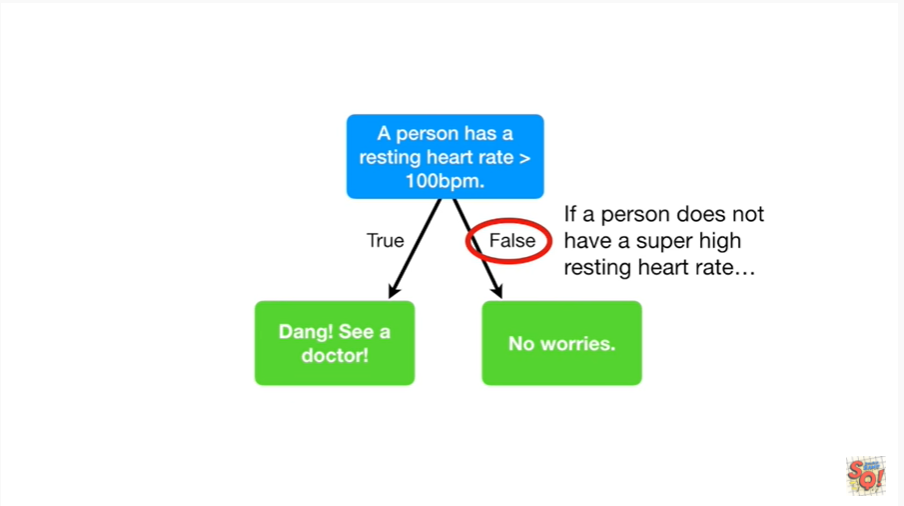 A person has a
resting heart rate >
100bpm.
True
False
If a person does not
have a super high
resting heart rate…
Dang! See a
doctor!
No worries.
SQ!